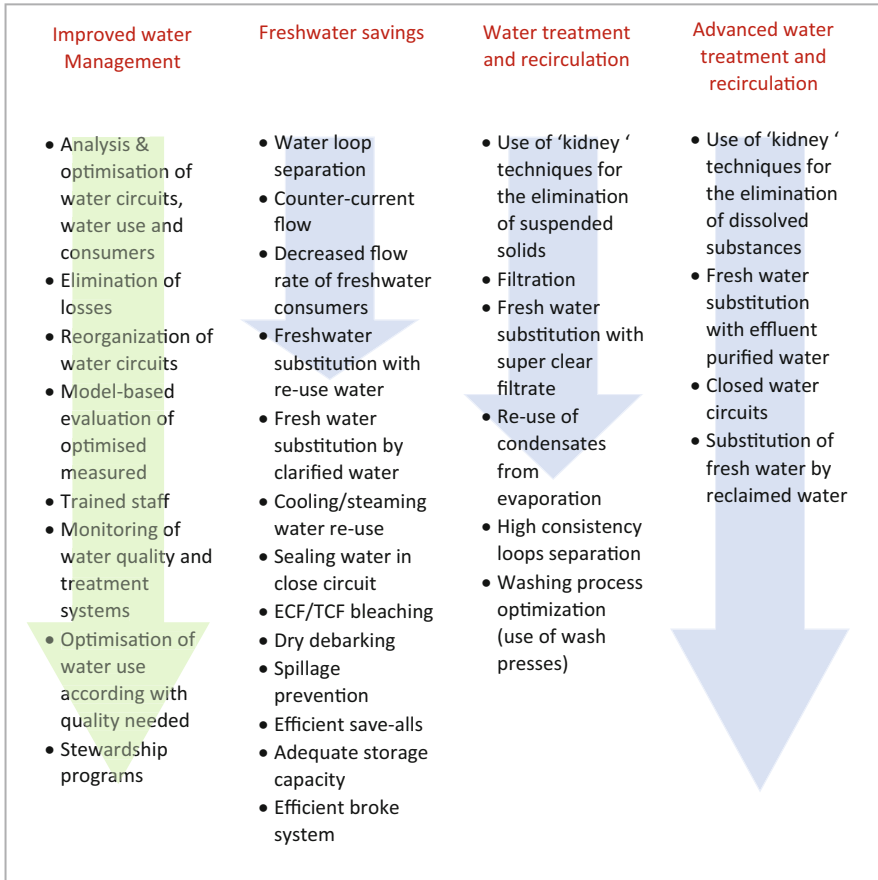 Improved water
Management
• Analysis &
optimisation of
water circuits,
water use and
consumers
• Elimination of
losses
• Reorganization of
water circuits
• Model-based
evaluation of
optimised
measured
• Trained staff
• Monitoring of
water quality and
treatment
systems
• Optimisation of
water use
according with
quality needed
• Stewardship
programs
Freshwater savings
• Water loop
separation
• Counter-current
flow
• Decreased flow
rate of freshwater
consumers
• Freshwater
substitution with
re-use water
• Fresh water
substitution by
clarified water
• Cooling/steaming
water re-use
• Sealing water in
close circuit
• ECF/TCF bleaching
• Dry debarking
• Spillage
prevention
• Efficient save-alls
• Adequate storage
capacity
• Efficient broke
system
Water treatment
and recirculation
• Use of ‘kidney ‘
techniques for
the elimination
of suspended
solids
• Filtration
• Fresh water
substitution with
super clear
filtrate
• Re-use of
condensates
from
evaporation
• High consistency
loops separation
• Washing process
optimization
(use of wash
presses)
Advanced water
treatment and
recirculation
• Use of ‘kidney ‘
techniques for
the elimination
of dissolved
substances
• Fresh water
substitution
with effluent
purified water
• Closed water
circuits
• Substitution of
fresh water by
reclaimed water